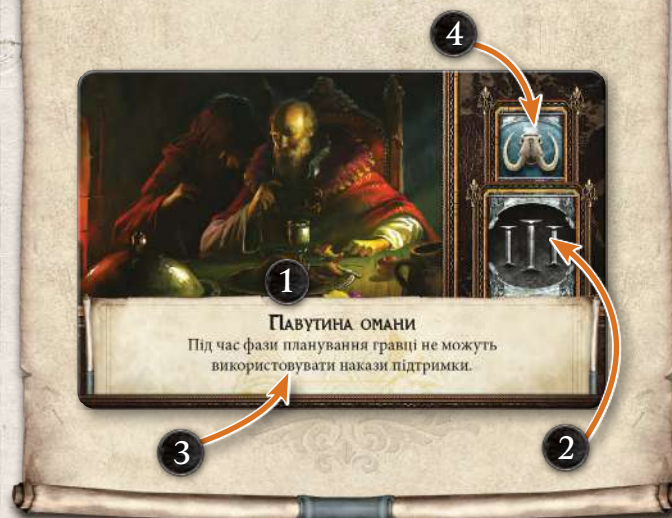 4
1
Павутина омани
Під час фази планування гравці не можуть
використовувати накази підтримки.
3
2